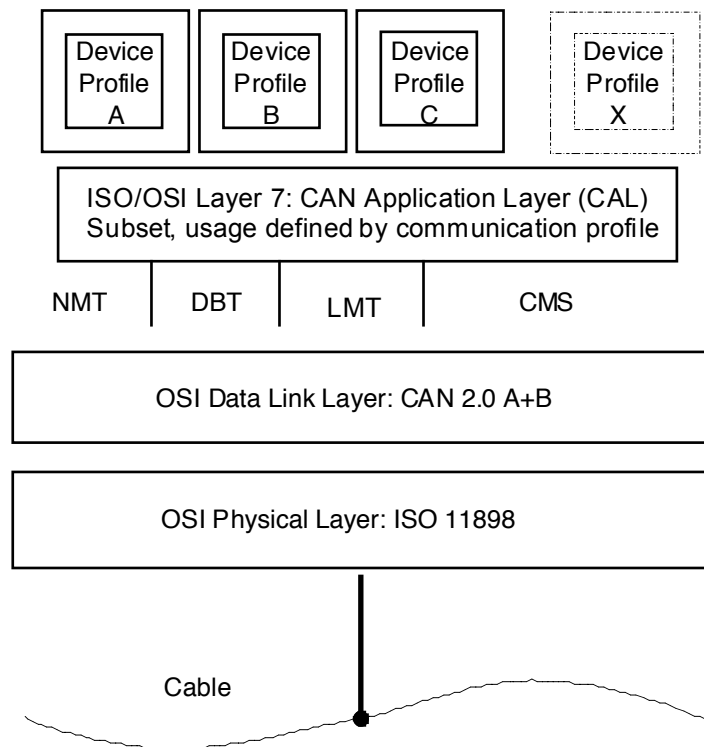 Device
Profile
A
Device
Profile
B
Device
Profile
C
Device
Profile
X
ISO/OSI Layer 7: CAN Application Layer (CAL)
Subset, usage defined by communication profile
NMT
DBT
LMT
CMS
OSI Data Link Layer: CAN 2.0 A+B
OSI Physical Layer: ISO 11898
Cable